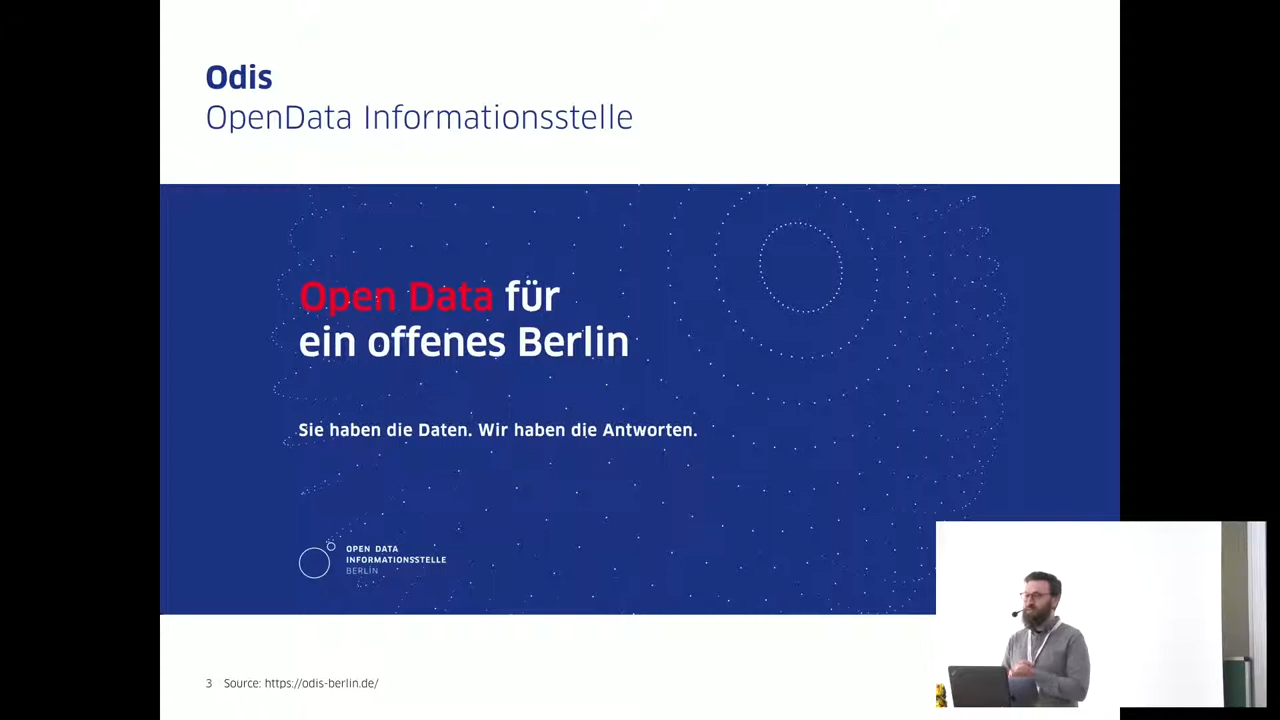 Odis
OpenData Informationsstelle
Open Data für
ein offenes Berlin
Sie haben die Daten. Wir haben die Antworten.
OPEN DATA
INFORMATIONSSTELLE
BERLIN
3 Source: https://odis-berlin.de/